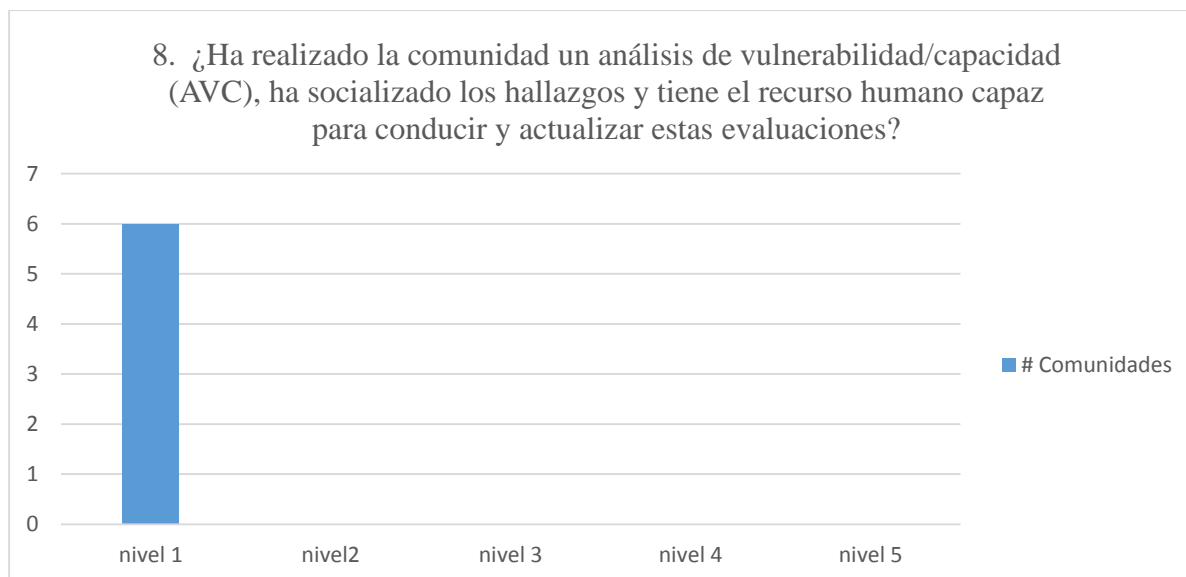 8. ¿Ha realizado la comunidad un análisis de vulnerabilidad/capacidad
(AVC), ha socializado los hallazgos y tiene el recurso humano capaz
para conducir y actualizar estas evaluaciones?
7
6
5
4
3
2
1
0
nivel 1
nivel2
nivel 3
nivel 4
nivel 5
# Comunidades